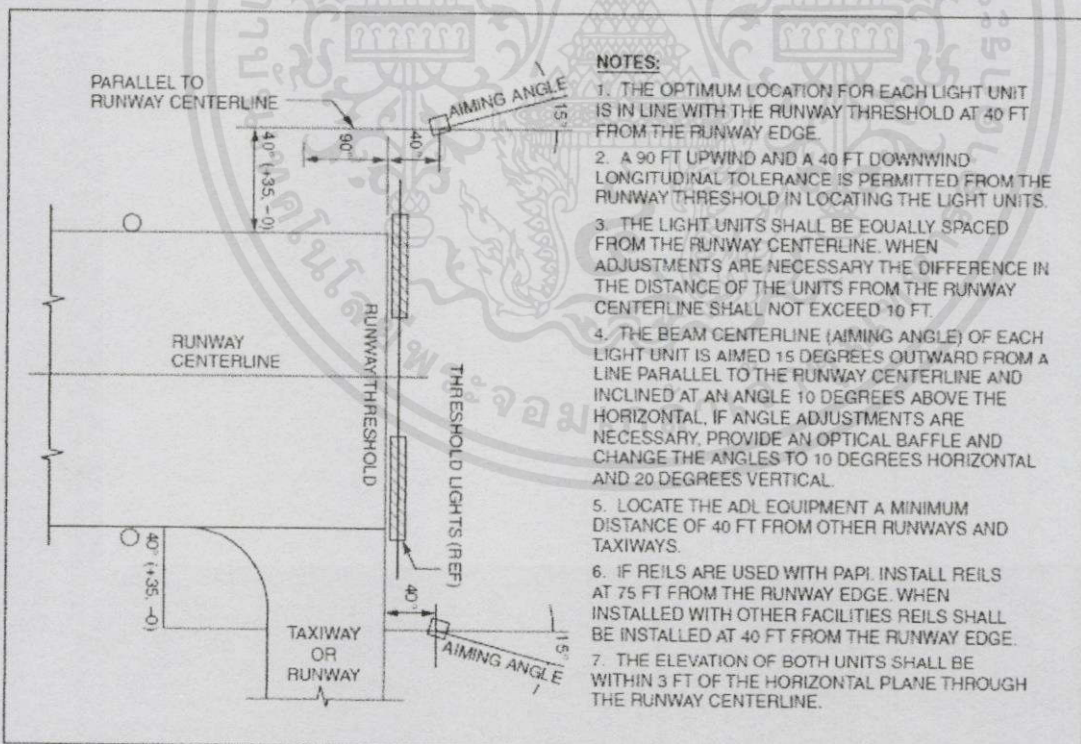 PARALLEL TO
RUNWAY CENTERLINE
AIMING ANGLE
15°
90°
40°
40° (+35, -0)
RUNWAY
CENTERLINE
RUNWAY THRESHOLD
THRESHOLD LIGHTS (REF)
40° (+35, -0)
40°
TAXIWAY
OR
RUNWAY
AIMING ANGLE
15°
NOTES:
1. THE OPTIMUM LOCATION FOR EACH LIGHT UNIT
IS IN LINE WITH THE RUNWAY THRESHOLD AT 40 FT
FROM THE RUNWAY EDGE.
2. A 90 FT UPWIND AND A 40 FT DOWNWIND
LONGITUDINAL TOLERANCE IS PERMITTED FROM THE
RUNWAY THRESHOLD IN LOCATING THE LIGHT UNITS.
3. THE LIGHT UNITS SHALL BE EQUALLY SPACED
FROM THE RUNWAY CENTERLINE. WHEN
ADJUSTMENTS ARE NECESSARY THE DIFFERENCE IN
THE DISTANCE OF THE UNITS FROM THE RUNWAY
CENTERLINE SHALL NOT EXCEED 10 FT.
4. THE BEAM CENTERLINE (AIMING ANGLE) OF EACH
LIGHT UNIT IS AIMED 15 DEGREES OUTWARD FROM A
LINE PARALLEL TO THE RUNWAY CENTERLINE AND
INCLINED AT AN ANGLE 10 DEGREES ABOVE THE
HORIZONTAL. IF ANGLE ADJUSTMENTS ARE
NECESSARY, PROVIDE AN OPTICAL BAFFLE AND
CHANGE THE ANGLES TO 10 DEGREES HORIZONTAL
AND 20 DEGREES VERTICAL.
5. LOCATE THE ADL EQUIPMENT A MINIMUM
DISTANCE OF 40 FT FROM OTHER RUNWAYS AND
TAXIWAYS.
6. IF REILS ARE USED WITH PAPI. INSTALL REILS
AT 75 FT FROM THE RUNWAY EDGE. WHEN
INSTALLED WITH OTHER FACILITIES REILS SHALL
BE INSTALLED AT 40 FT FROM THE RUNWAY EDGE.
7. THE ELEVATION OF BOTH UNITS SHALL BE
WITHIN 3 FT OF THE HORIZONTAL PLANE THROUGH
THE RUNWAY CENTERLINE.